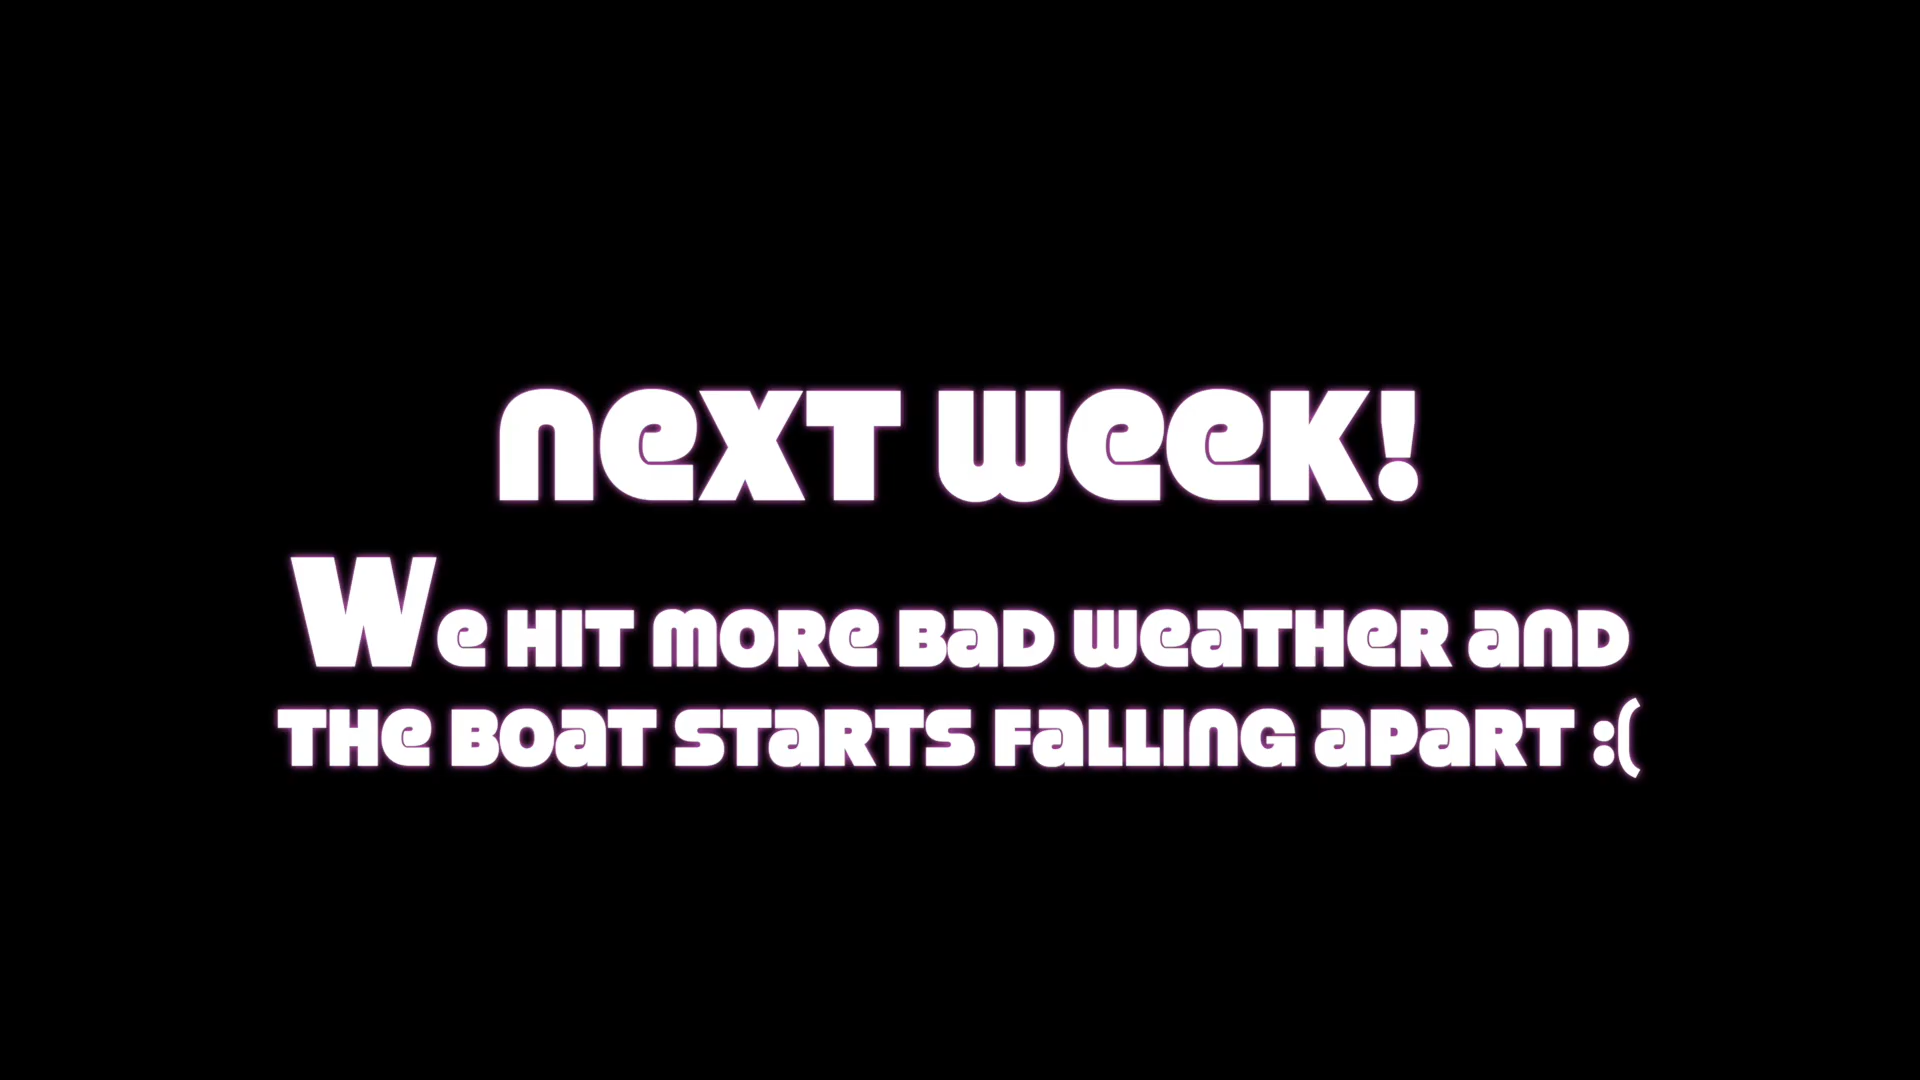 NEXT WEEK!
We hit more bad weather and
the boat starts falling apart :(